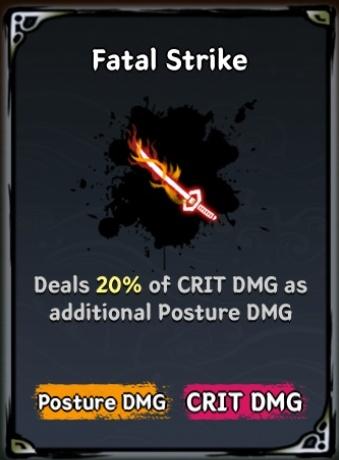 Fatal Strike
Deals 20% of CRIT DMG as
additional Posture DMG
Posture DMG CRIT DMG